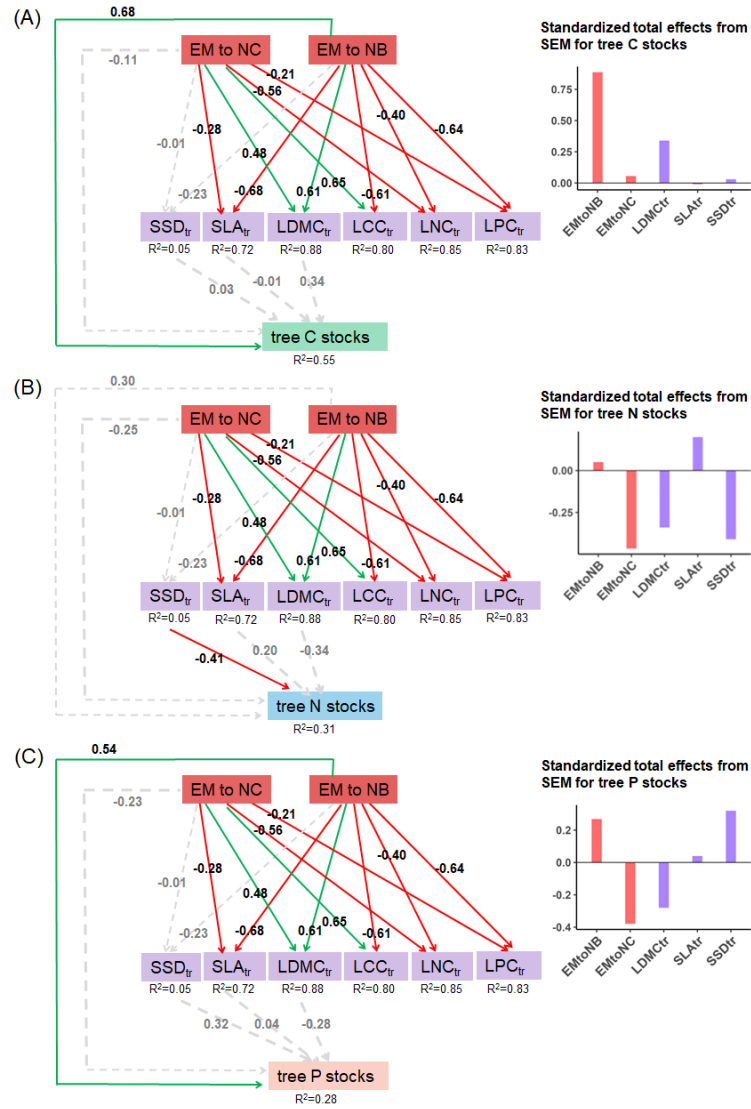 (A)
0.68
Standardized total effects from
SEM for tree C stocks
EM to NC
EM to NB
-0.11
-0.21
-0.56
-0.28
-0.40
-0.64
-0.01
0.48
-0.23
-0.68
0.61
0.65
-0.61
0.75
0.50
0.25
0.00
EMtoNB
EMtoNC
LDMCtr
SLAtr
SSDtr
SSDtr
SLAtr
LDMCtr
LCCtr
LNCtr
LPCtr
R²=0.05
R²=0.72
R²=0.88
R²=0.80
R²=0.85
R²=0.83
0.03
-0.01
0.34
tree C stocks
R²=0.55
(B)
0.30
Standardized total effects from
SEM for tree N stocks
EM to NC
EM to NB
-0.25
-0.21
-0.56
-0.28
-0.40
-0.64
-0.01
0.48
-0.23
-0.68
0.61
0.65
-0.61
0.00
-0.25
EMtoNB
EMtoNC
LDMCtr
SLAtr
SSDtr
SSDtr
SLAtr
LDMCtr
LCCtr
LNCtr
LPCtr
R²=0.05
R²=0.72
R²=0.88
R²=0.80
R²=0.85
R²=0.83
-0.41
0.20
-0.34
tree N stocks
R²=0.31
(C)
0.54
Standardized total effects from
SEM for tree P stocks
EM to NC
EM to NB
-0.23
-0.21
-0.56
-0.28
-0.40
-0.64
-0.01
0.48
-0.23
-0.68
0.61
0.65
-0.61
0.2
0.0
-0.2
-0.4
EMtoNB
EMtoNC
LDMCtr
SLAtr
SSDtr
SSDtr
SLAtr
LDMCtr
LCCtr
LNCtr
LPCtr
R²=0.05
R²=0.72
R²=0.88
R²=0.80
R²=0.85
R²=0.83
0.32
0.04
-0.28
tree P stocks
R²=0.28